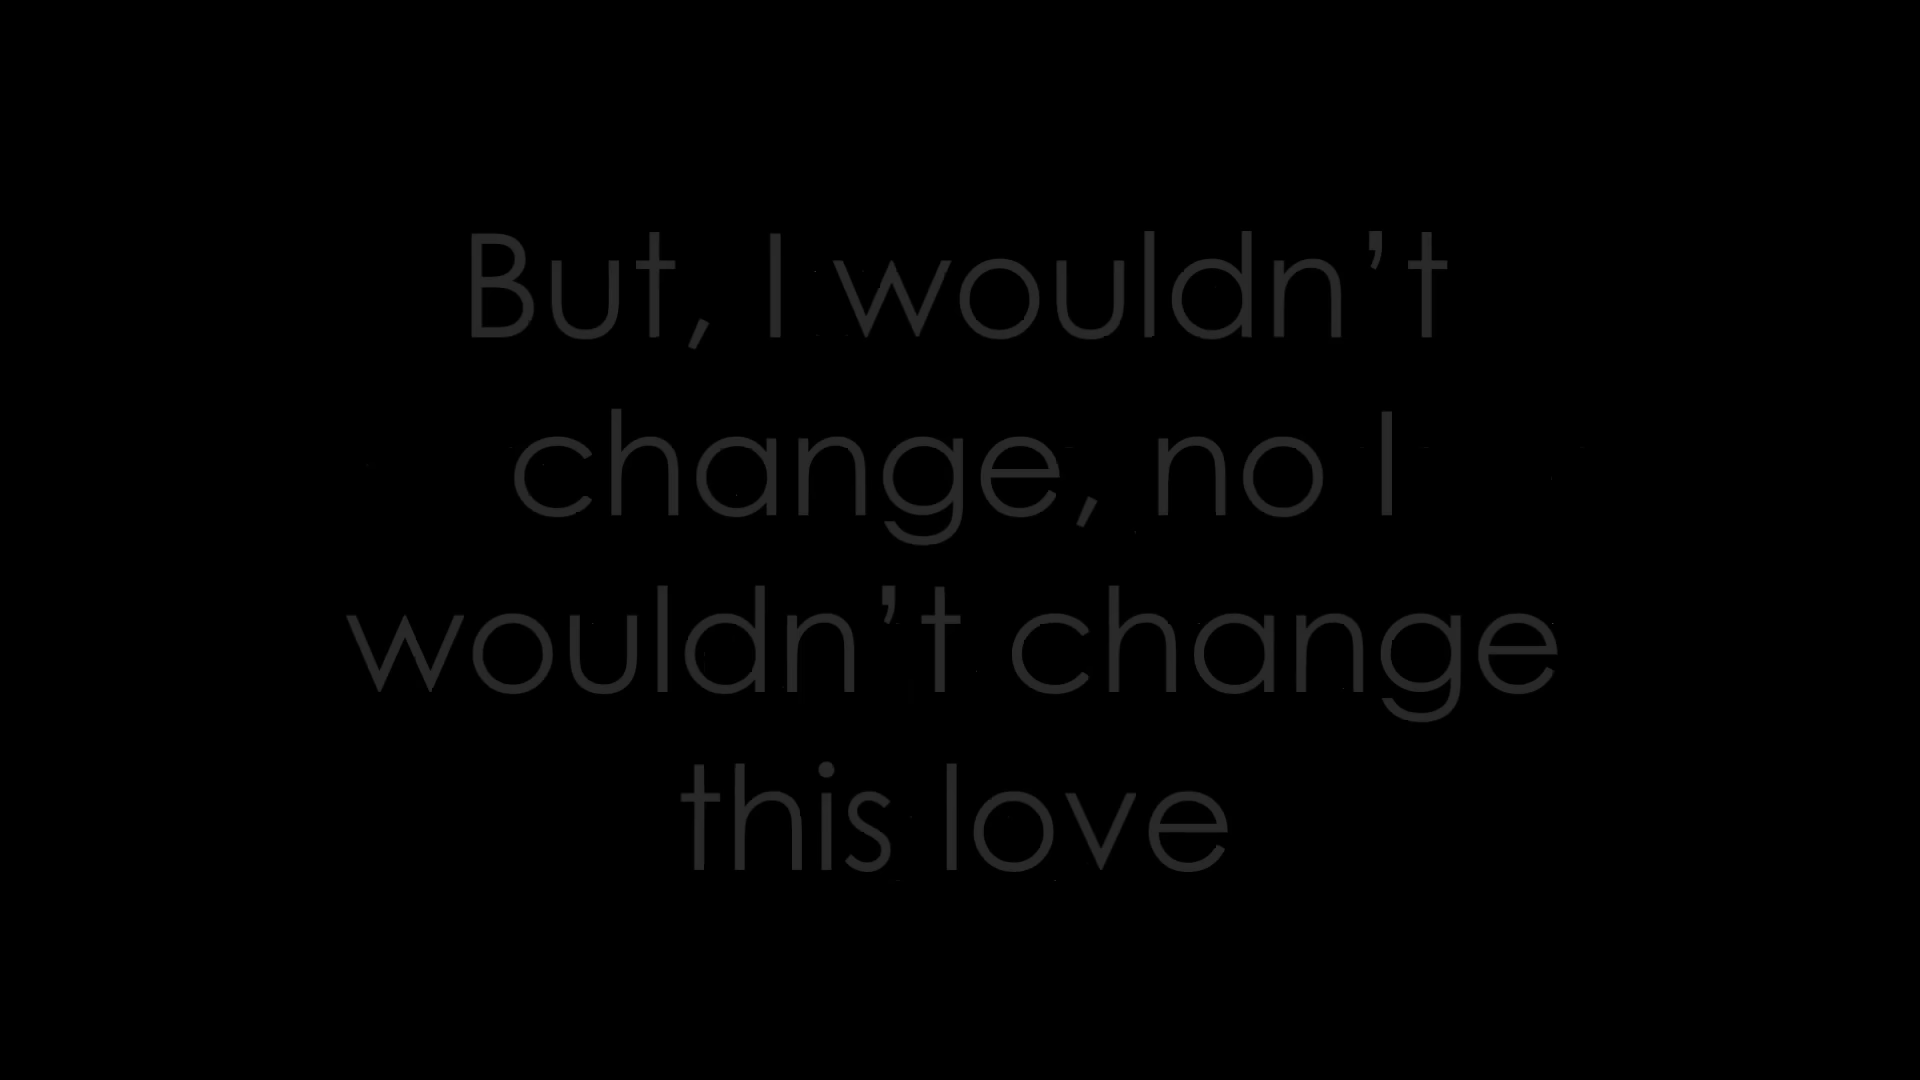 But, I wouldn’t
change, no I
wouldn’t change
this love